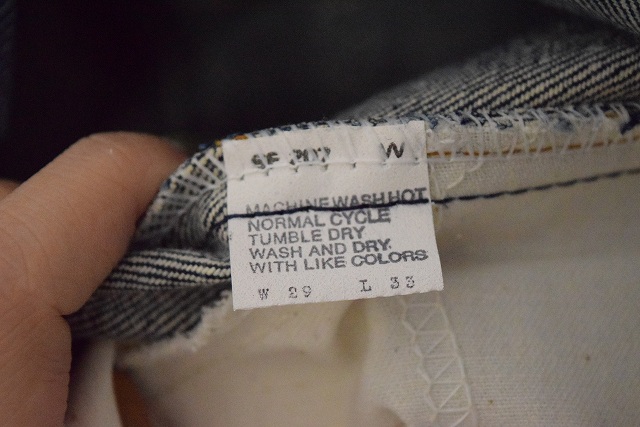 W
MACHINE WASH HOT
NORMAL CYCLE
TUMBLE DRY
WASH AND DRY.
WITH LIKE COLORS
W 29 L 33